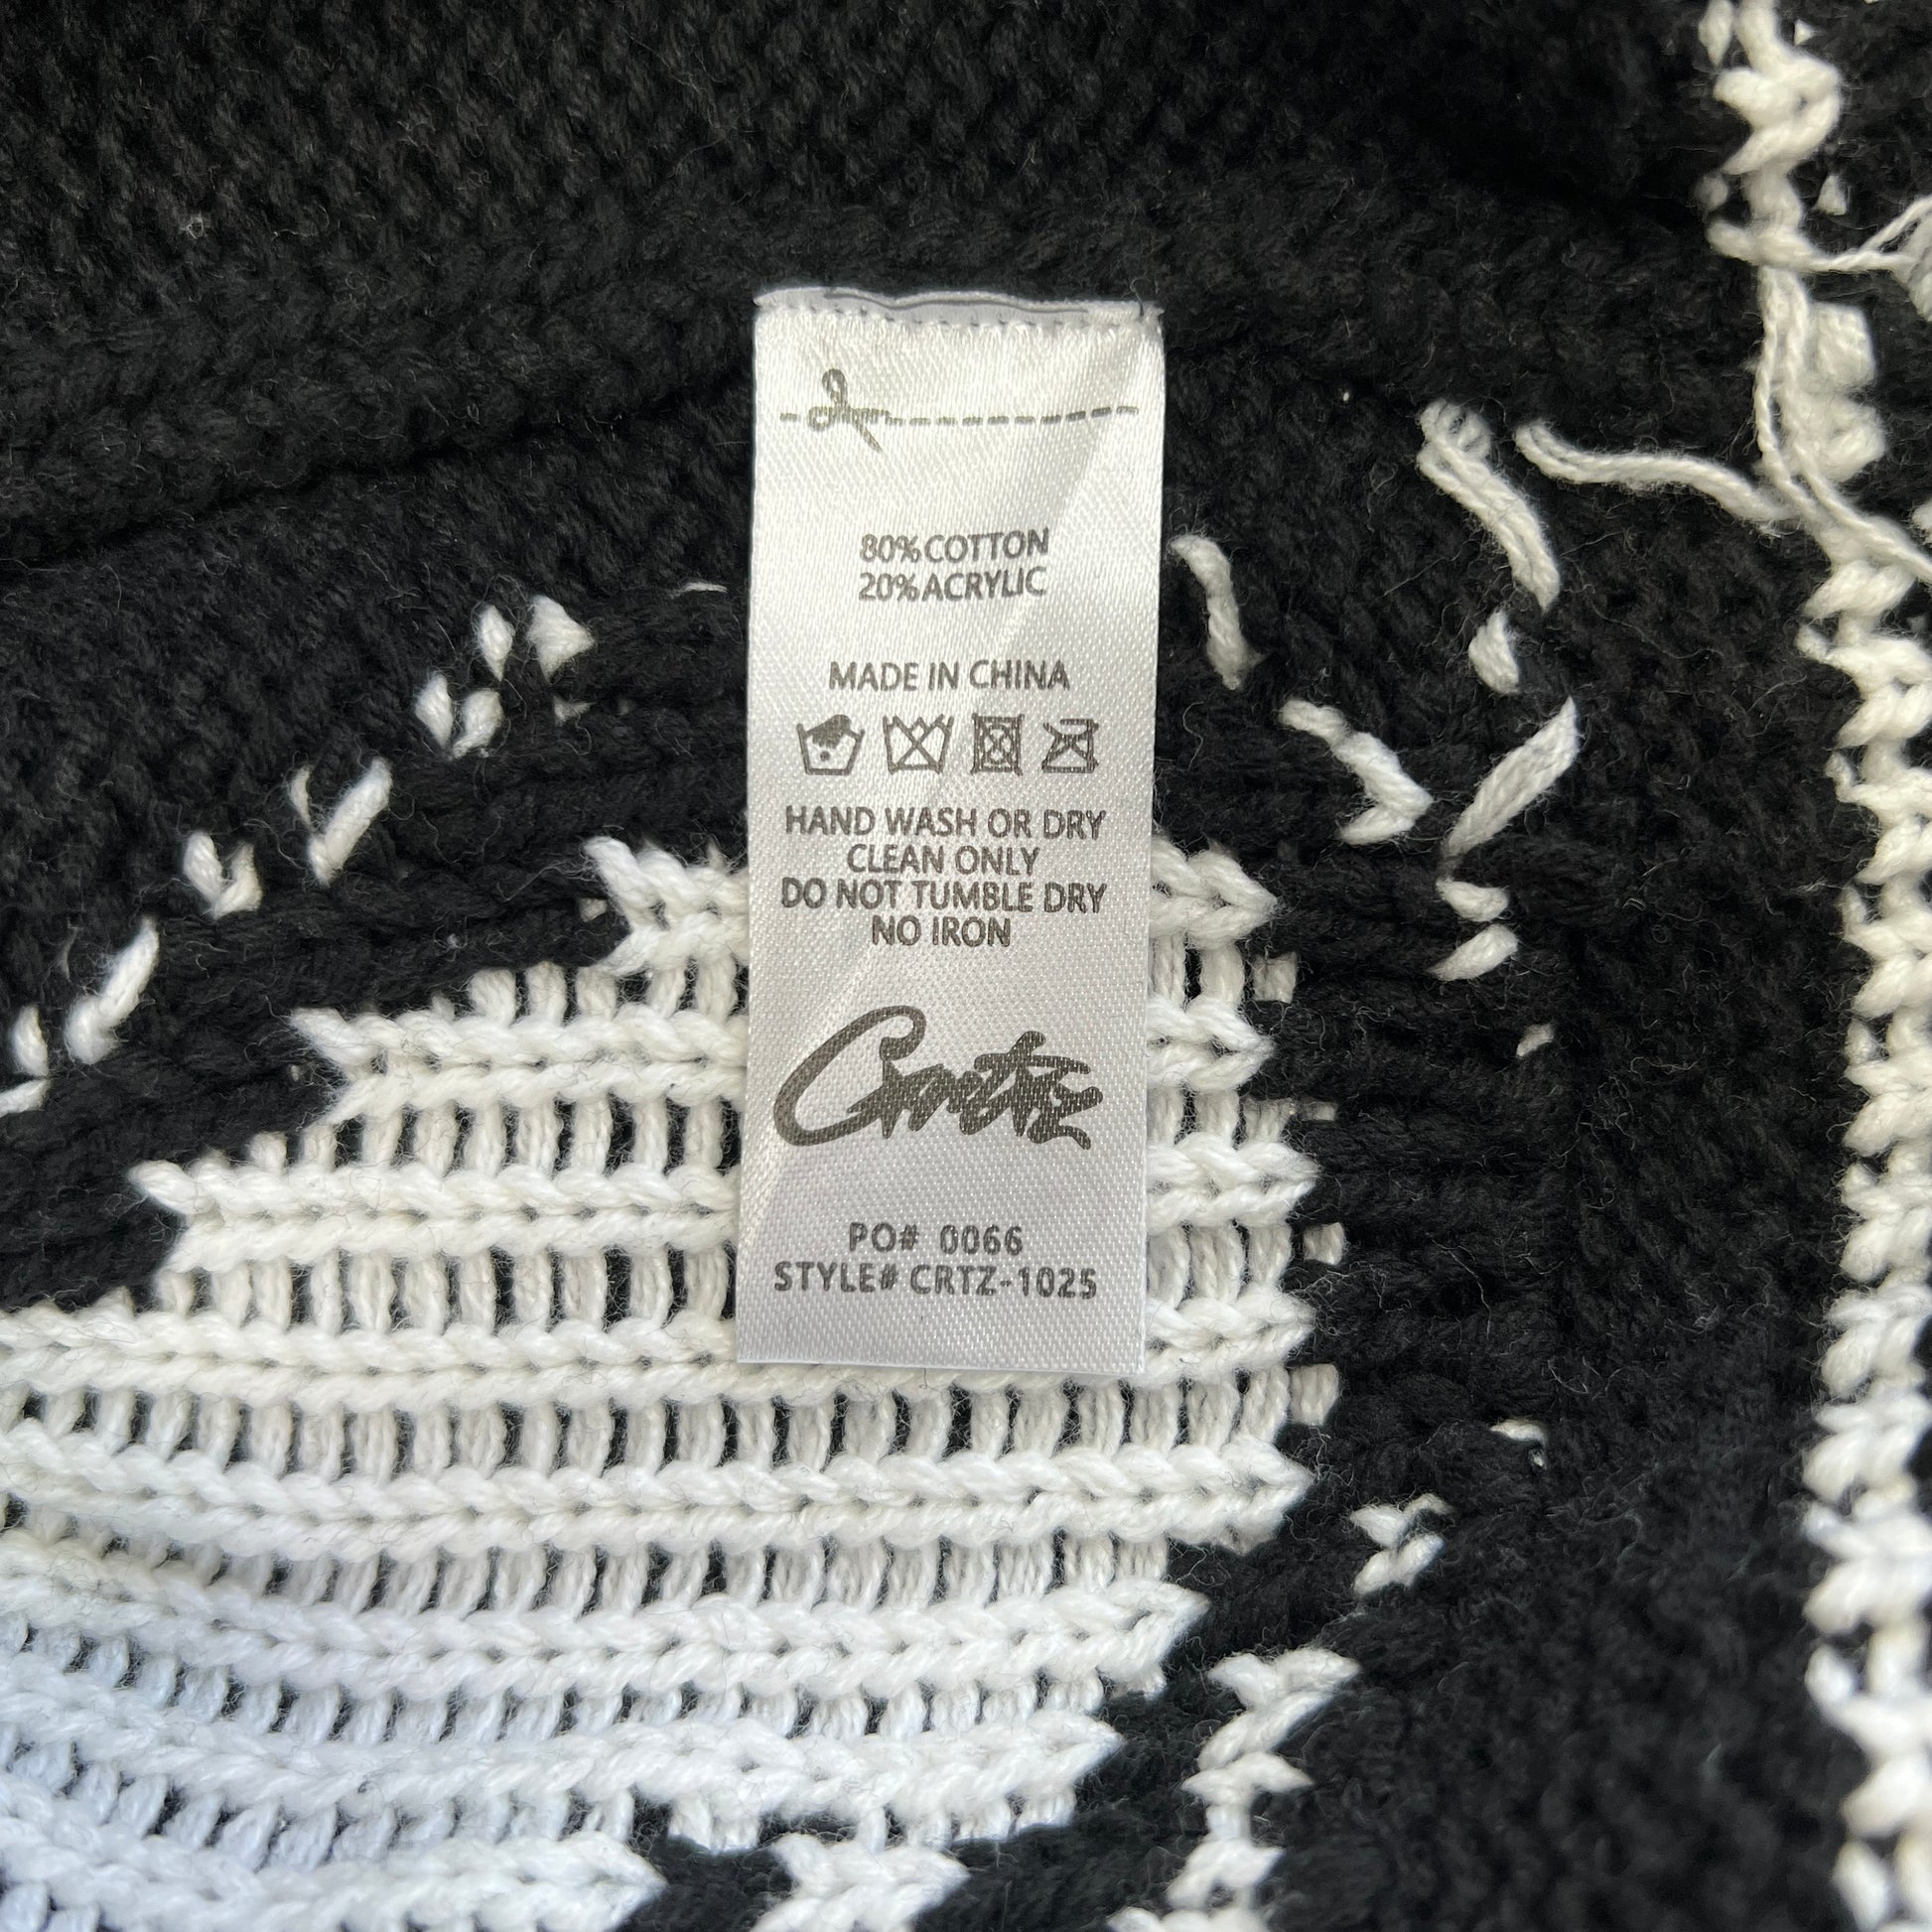 80%COTTON
20%ACRYLIC
MADE IN CHINA
HAND WASH OR DRY
CLEAN ONLY
DO NOT TUMBLE DRY
NO IRON
Crrtz
PO# 0066
STYLE# CRTZ-1025